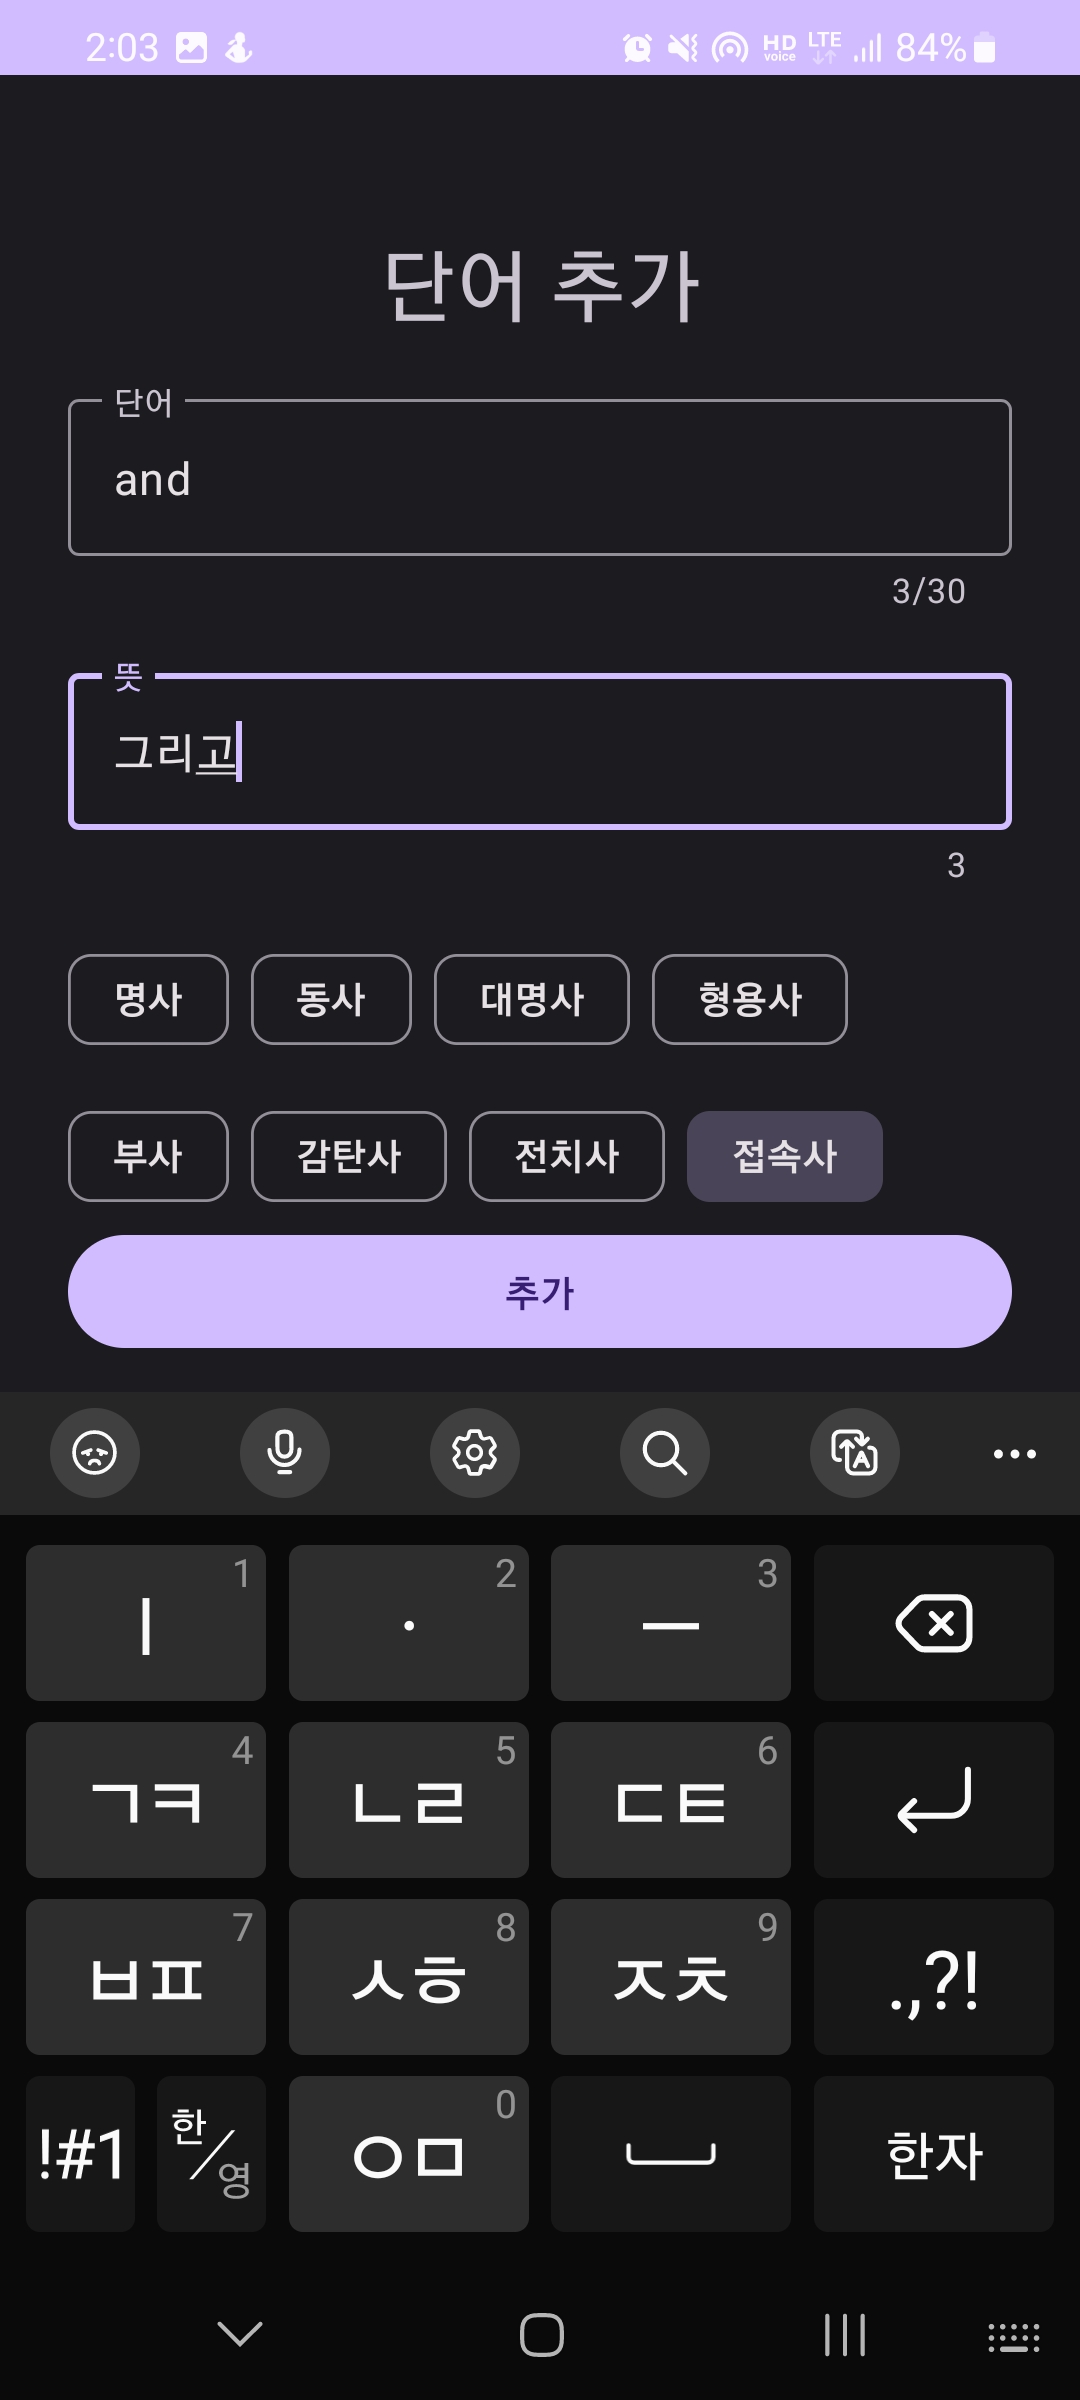 2:03 HD voice LTE 84%
단어 추가
단어
and
3/30
뜻
그리고
3
명사 동사 대명사 형용사
부사 감탄사 전치사 접속사
추가
1 2 3
ㅣ · ㅡ
4 5 6
ㄱㅋ ㄴㄹ ㄷㅌ
7 8 9
ㅂㅍ ㅅㅎ ㅈㅊ .,?!
0
!#1 한/영 ㅇㅁ 한자